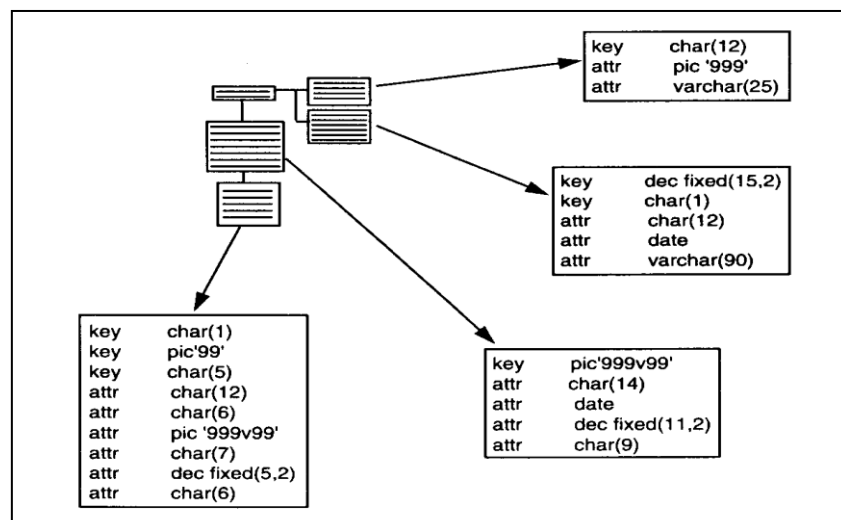 key char(12)
attr pic '999'
attr varchar(25)
key dec fixed(15,2)
key char(1)
attr char(12)
attr date
attr varchar(90)
key char(1)
key pic'99'
key char(5)
attr char(12)
attr char(6)
attr pic '999v99'
attr char(7)
attr dec fixed(5,2)
attr char(6)
key pic'999v99'
attr char(14)
attr date
attr dec fixed(11,2)
attr char(9)